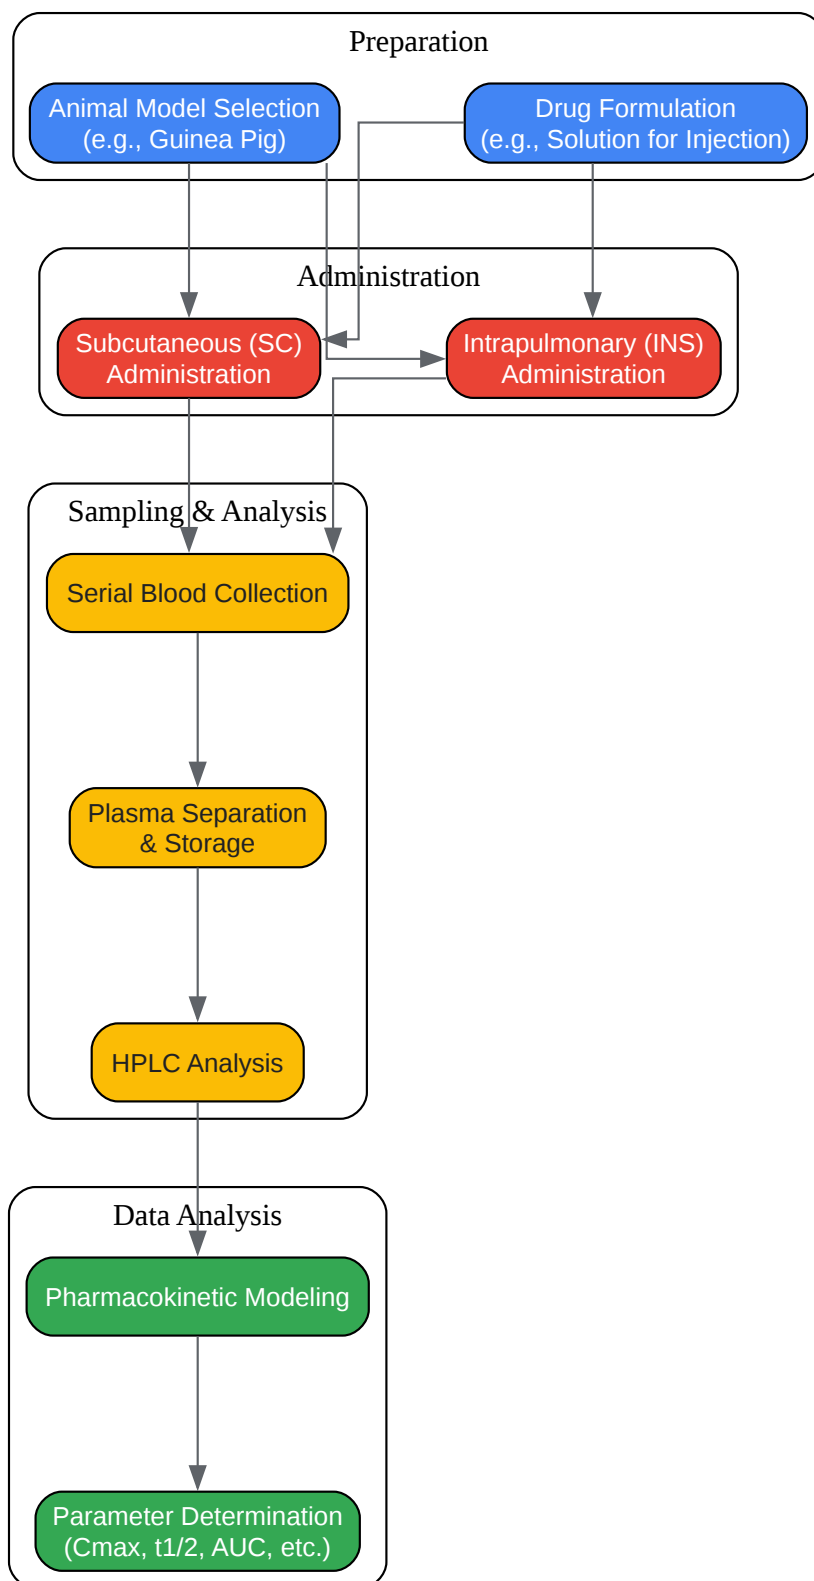 Preparation
Animal Model Selection
(e.g., Guinea Pig)
Drug Formulation
(e.g., Solution for Injection)
Administration
Subcutaneous (SC)
Administration
Intrapulmonary (INS)
Administration
Sampling & Analysis
Serial Blood Collection
Plasma Separation
& Storage
HPLC Analysis
Data Analysis
Pharmacokinetic Modeling
Parameter Determination
(Cmax, t1/2, AUC, etc.)